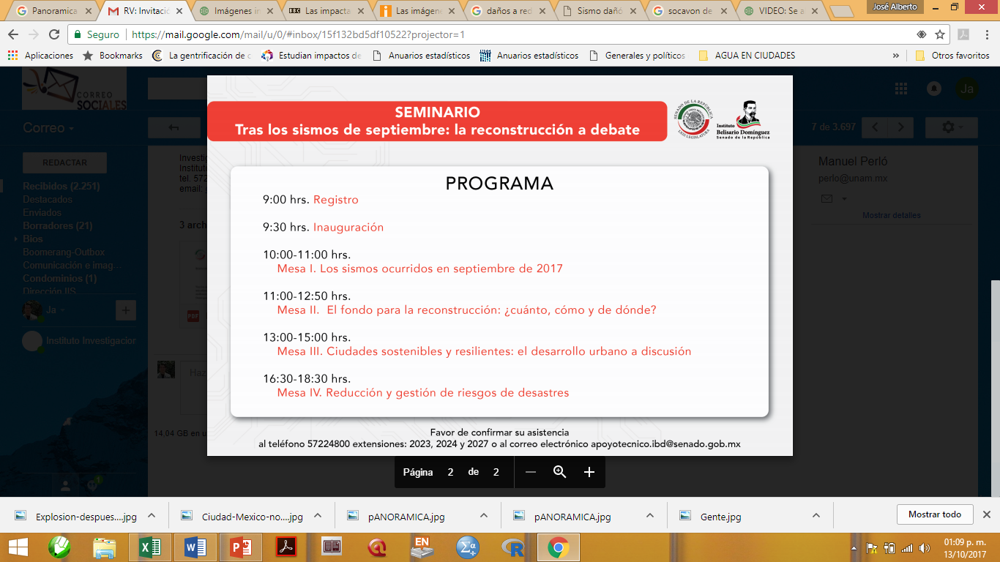 Panoramica
RV: Invitaci
Imágenes in
Las impacta
Las imágene
daños a red
Sismo dañó
socavon de
VIDEO: Se a
José Alberto
Seguro
https://mail.google.com/mail/u/0/#inbox/15f132bd5df10522?projector=1
Aplicaciones
Bookmarks
La gentrificación de c
Estudian impactos de
Anuarios estadísticos
Anuarios estadísticos
Generales y políticos
AGUA EN CIUDADES
»
Otros favoritos
CORREO
SOCIALES
Ja
Correo
7 de 3.697
REDACTAR
Recibidos (2.251)
Destacados
Enviados
Borradores (21)
Bios
Boomerang-Outbox
Comunicación e imag...
Condominios (1)
Dirección IIS
Ja
Instituto Investigacior
Investig
Institut
tel. 572
email:
3 arch
PDF
Haz
14.04 GB en u
Manuel Perló
perlo@unam.mx
Mostrar detalles
SEMINARIO
Tras los sismos de septiembre: la reconstrucción a debate
SENADO DE LA REPÚBLICA
LXIII LEGISLATURA
Instituto
Belisario Domínguez
Senado de la República
PROGRAMA
9:00 hrs. Registro
9:30 hrs. Inauguración
10:00-11:00 hrs.
Mesa I. Los sismos ocurridos en septiembre de 2017
11:00-12:50 hrs.
Mesa II. El fondo para la reconstrucción: ¿cuánto, cómo y de dónde?
13:00-15:00 hrs.
Mesa III. Ciudades sostenibles y resilientes: el desarrollo urbano a discusión
16:30-18:30 hrs.
Mesa IV. Reducción y gestión de riesgos de desastres
Favor de confirmar su asistencia
al teléfono 57224800 extensiones: 2023, 2024 y 2027 o al correo electrónico apoyotecnico.ibd@senado.gob.mx
Página 2 de 2
Explosion-despues....jpg
Ciudad-Mexico-no....jpg
pANORAMICA.jpg
pANORAMICA.jpg
Gente.jpg
Mostrar todo
EN
01:09 p. m.
13/10/2017